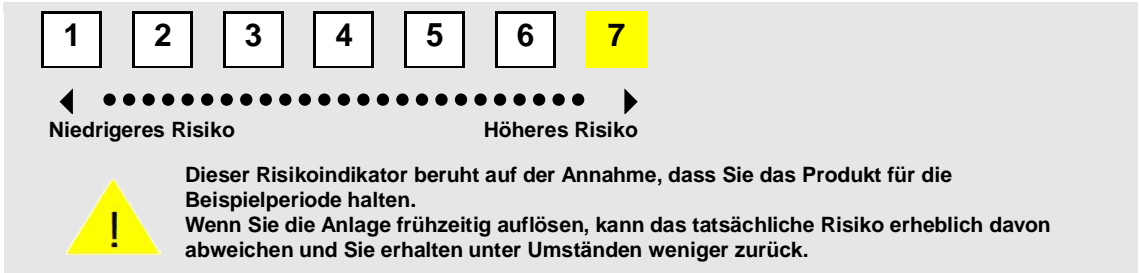 1 2 3 4 5 6 7
Niedrigeres Risiko Höheres Risiko
Dieser Risikoindikator beruht auf der Annahme, dass Sie das Produkt für die
Beispielperiode halten.
Wenn Sie die Anlage frühzeitig auflösen, kann das tatsächliche Risiko erheblich davon
abweichen und Sie erhalten unter Umständen weniger zurück.
!